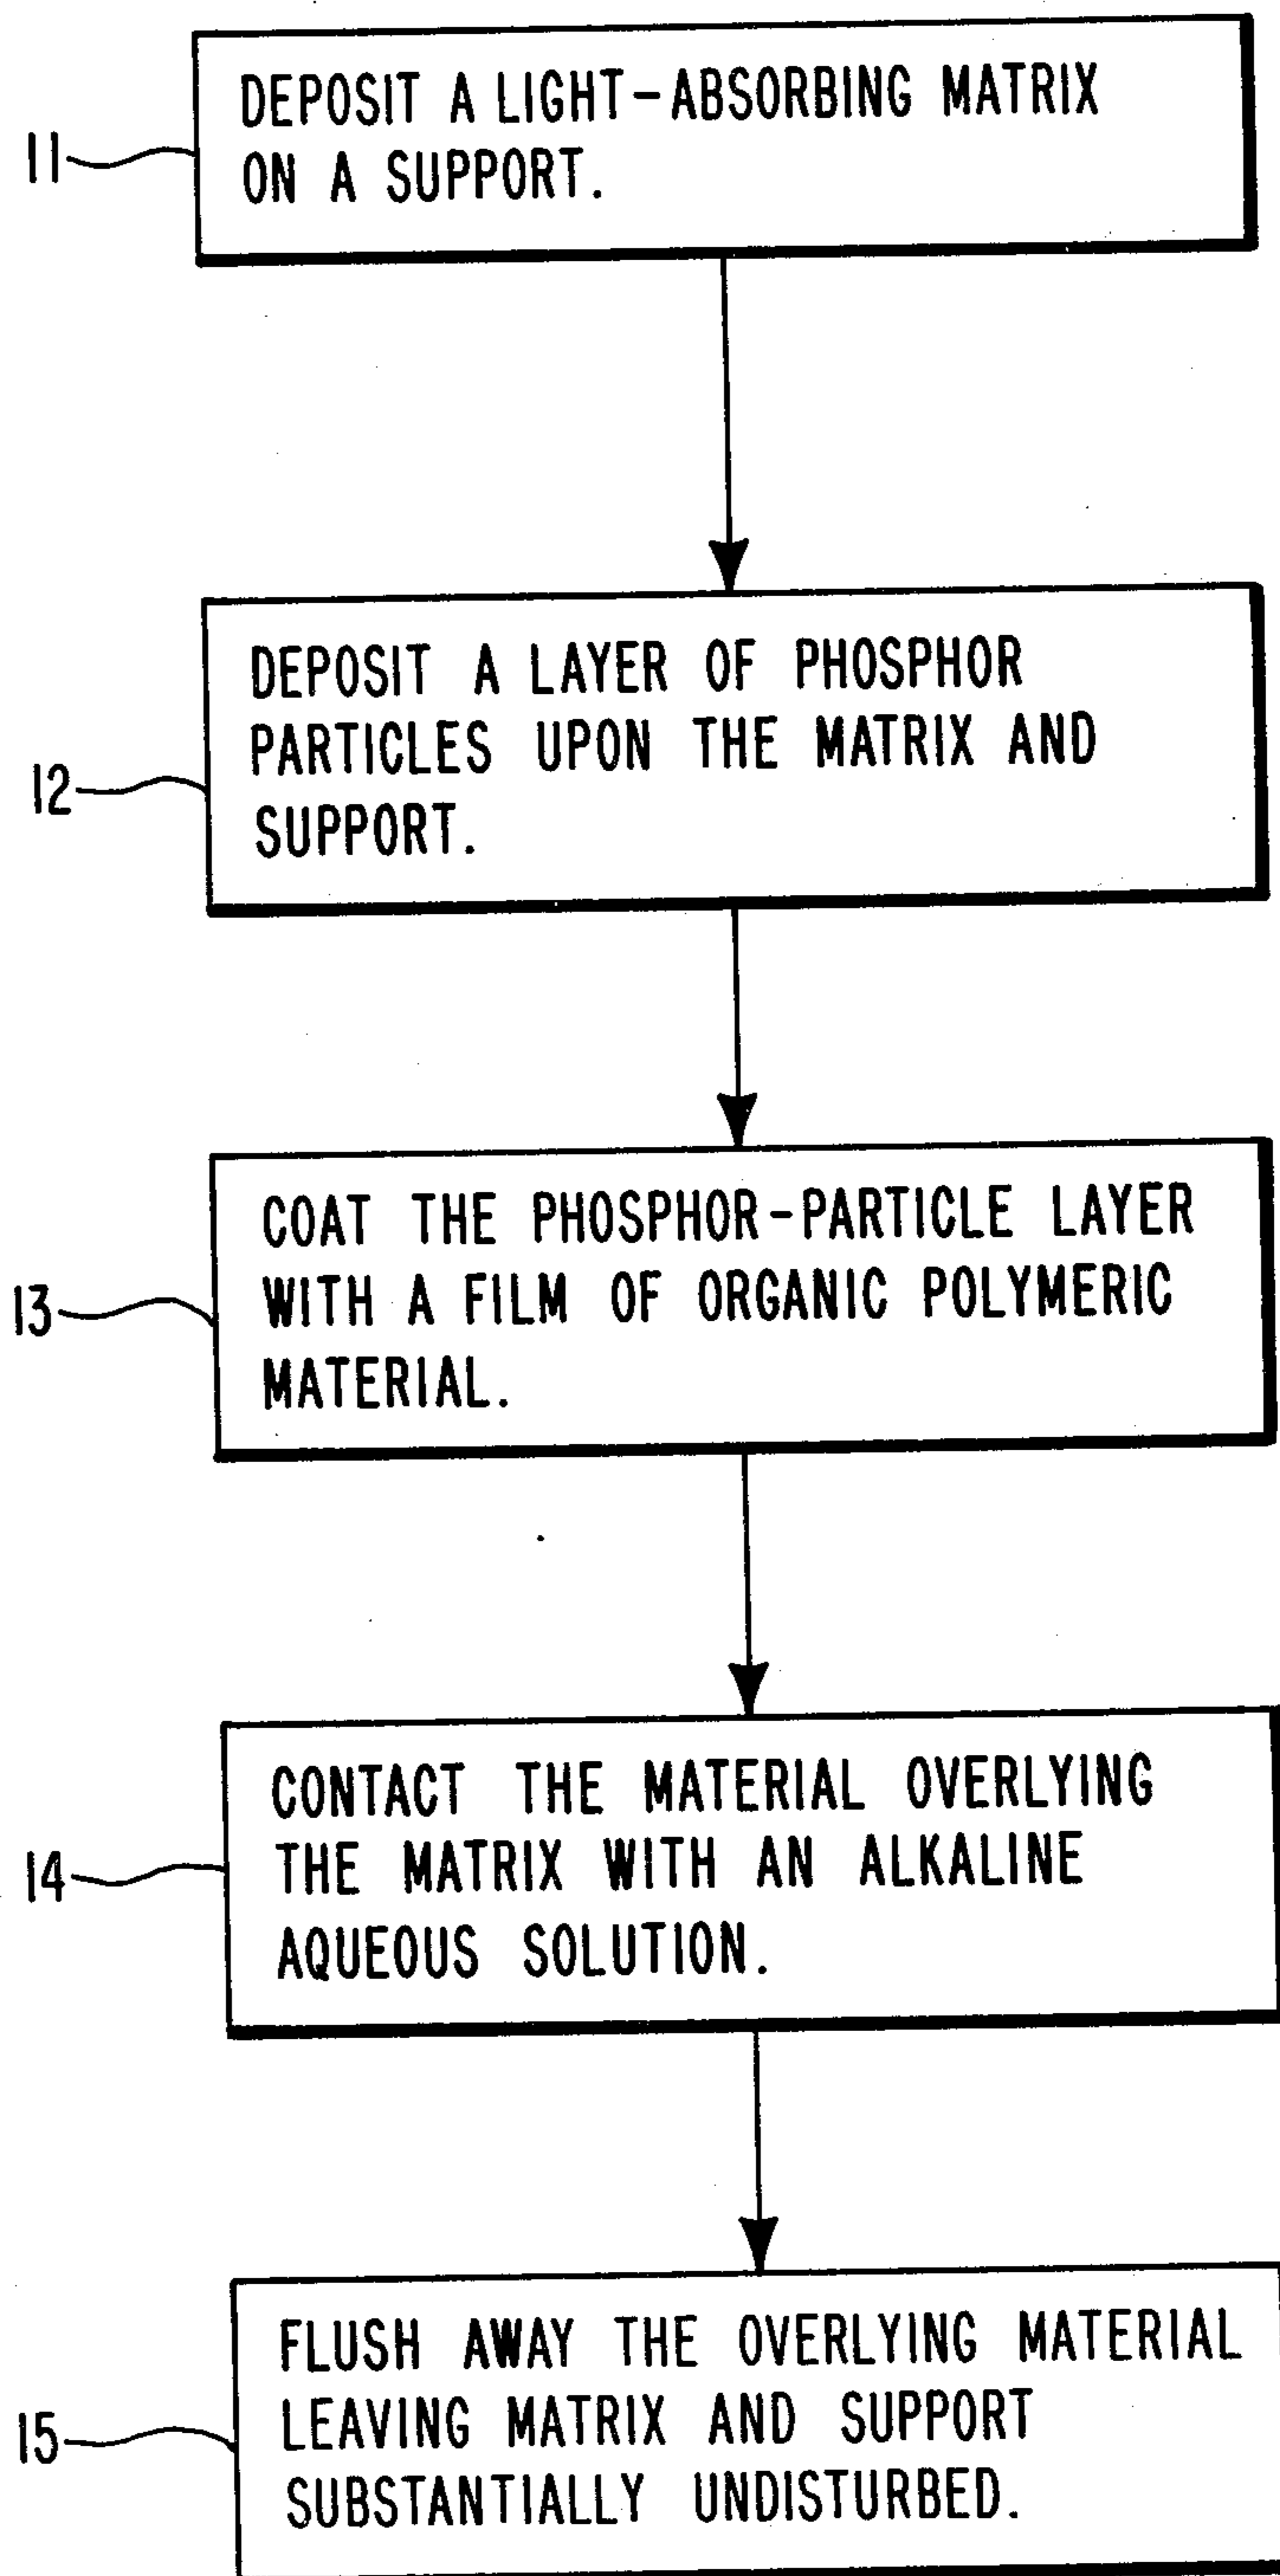 DEPOSIT A LIGHT-ABSORBING MATRIX
ON A SUPPORT.
11
DEPOSIT A LAYER OF PHOSPHOR
PARTICLES UPON THE MATRIX AND
SUPPORT.
12
COAT THE PHOSPHOR-PARTICLE LAYER
WITH A FILM OF ORGANIC POLYMERIC
MATERIAL.
13
CONTACT THE MATERIAL OVERLYING
THE MATRIX WITH AN ALKALINE
AQUEOUS SOLUTION.
14
FLUSH AWAY THE OVERLYING MATERIAL
LEAVING MATRIX AND SUPPORT
SUBSTANTIALLY UNDISTURBED.
15